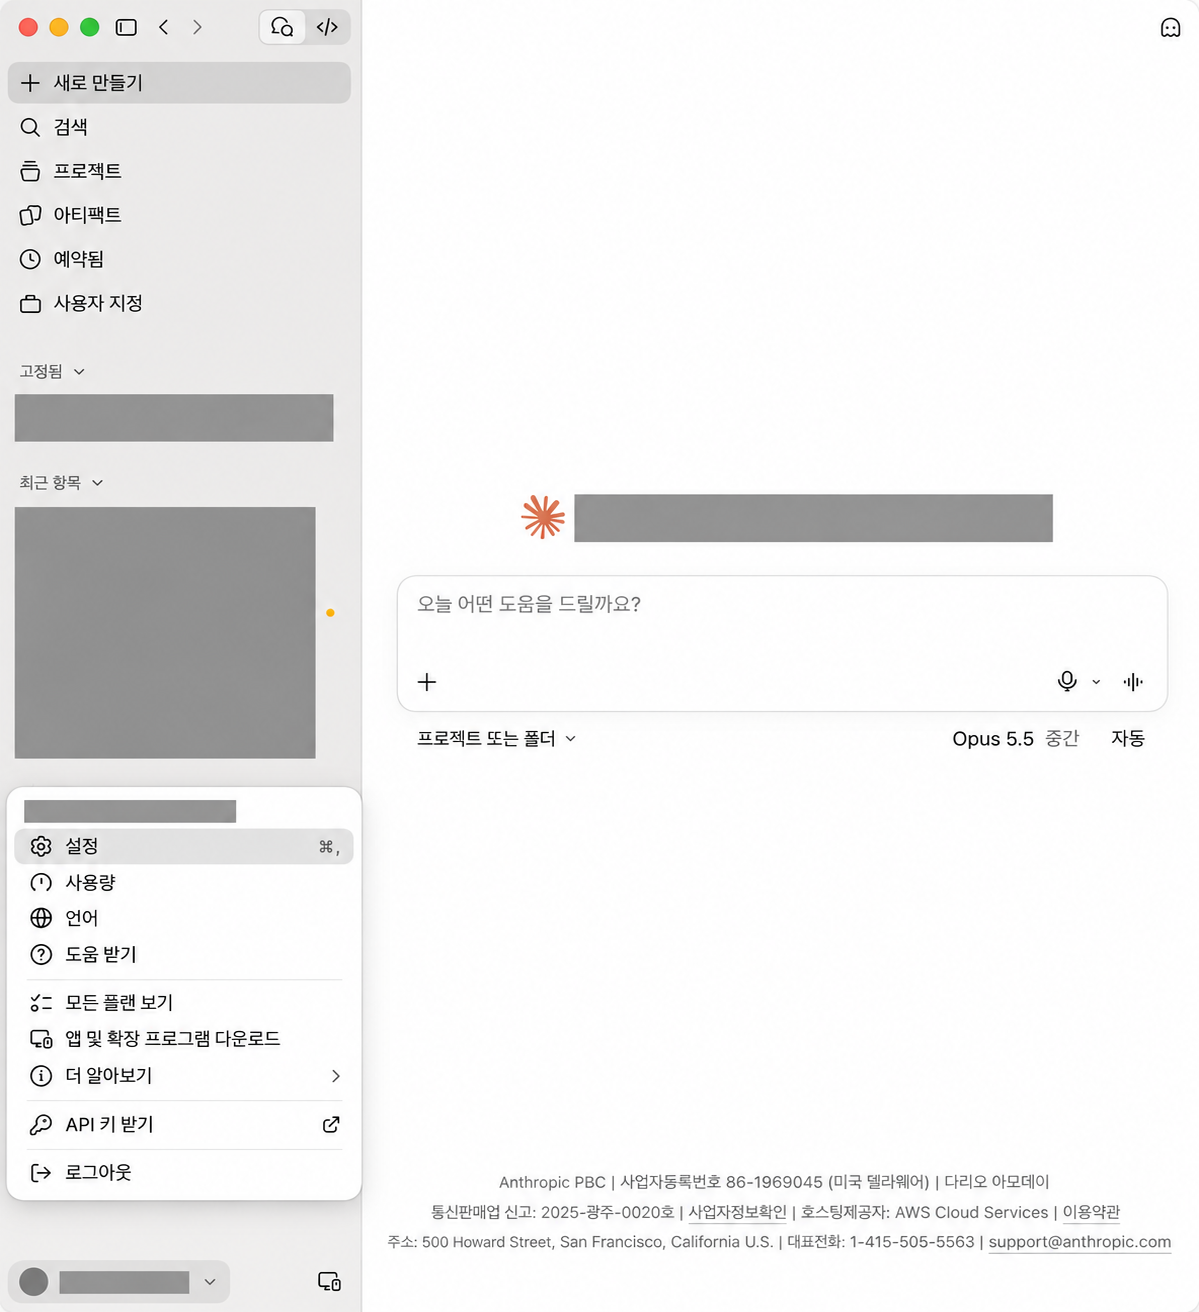 새로 만들기
검색
프로젝트
아티팩트
예약됨
사용자 지정
고정됨
최근 항목
오늘 어떤 도움을 드릴까요?
프로젝트 또는 폴더
Opus 5.5 중간 자동
설정 ⌘,
사용량
언어
도움 받기
모든 플랜 보기
앱 및 확장 프로그램 다운로드
더 알아보기
API 키 받기
로그아웃
Anthropic PBC | 사업자등록번호 86-1969045 (미국 델라웨어) | 다리오 아모데이
통신판매업 신고: 2025-광주-0020호 | 사업자정보확인 | 호스팅제공자: AWS Cloud Services | 이용약관
주소: 500 Howard Street, San Francisco, California U.S. | 대표전화: 1-415-505-5563 | support@anthropic.com